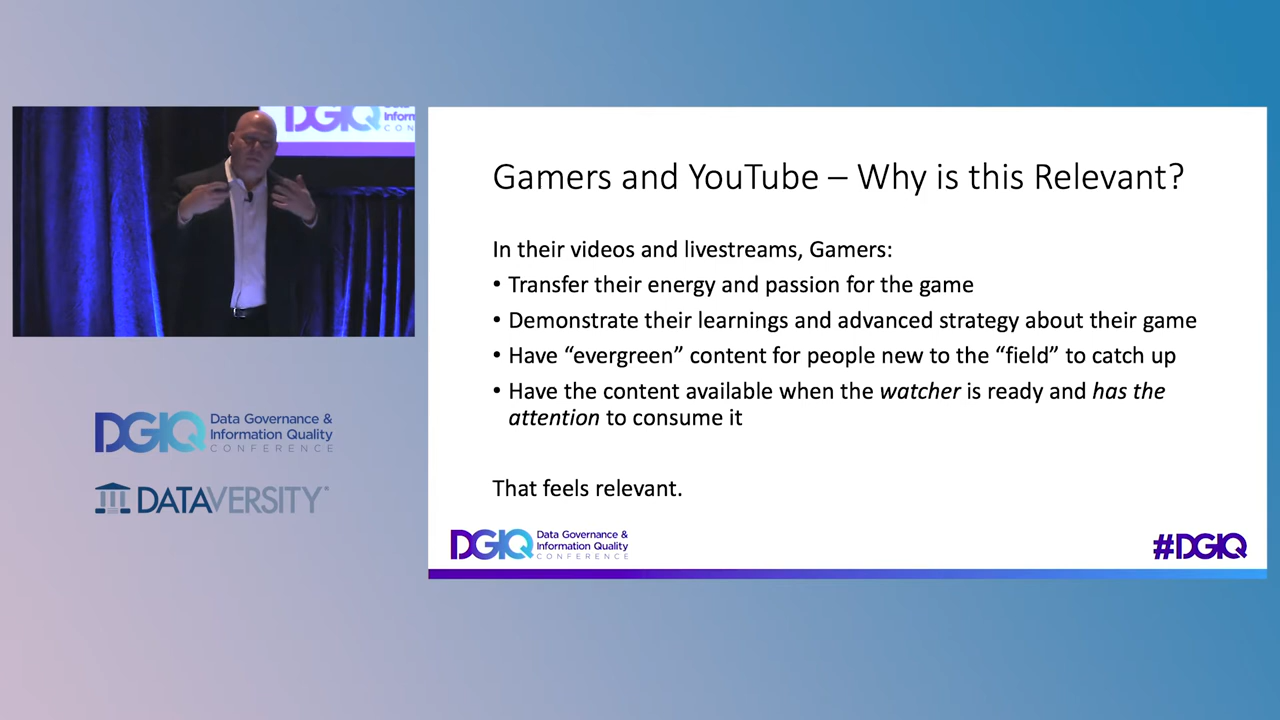 DGIQ
Infor
CON
Gamers and YouTube – Why is this Relevant?
In their videos and livestreams, Gamers:
• Transfer their energy and passion for the game
• Demonstrate their learnings and advanced strategy about their game
• Have “evergreen” content for people new to the “field” to catch up
• Have the content available when the watcher is ready and has the
attention to consume it
That feels relevant.
DGIQ Data Governance &
Information Quality
CONFERENCE
#DGIQ
DGIQ Data Governance &
Information Quality
CONFERENCE
DATAVERSITY